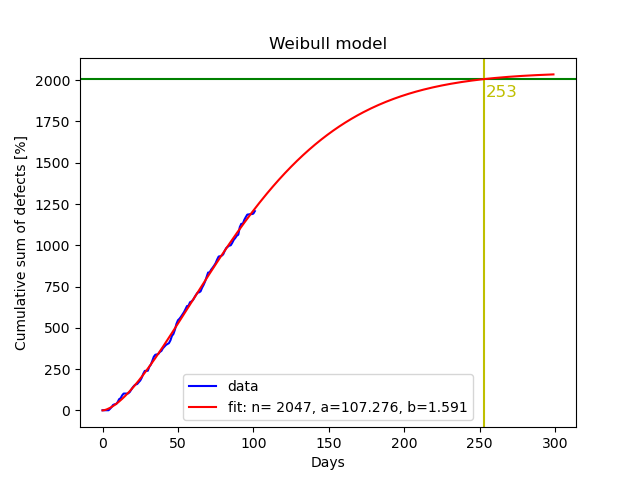 Weibull model
Cumulative sum of defects [%]
2000
1750
1500
1250
1000
750
500
250
0
253
data
fit: n= 2047, a=107.276, b=1.591
0 50 100 150 200 250 300
Days